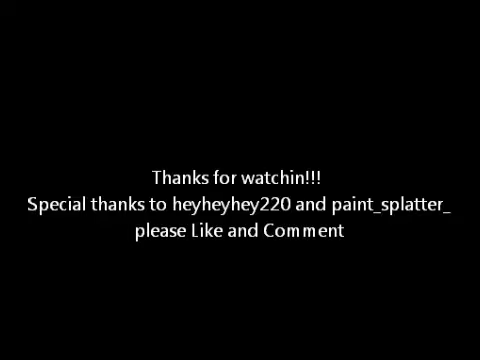 Thanks for watchin!!!
Special thanks to heyheyhey220 and paint_splatter_
please Like and Comment